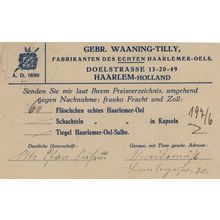 GEBR. WAANING-TILLY,
FABRIKANTEN DES ECHTEN HAARLEMER-OELS.
DOELSTRASSE 13-20-49
HAARLEM-HOLLAND
A. D. 1696
Senden Sie mir laut Ihrem Preisverzeichnis, umgehend
gegen Nachnahme; franko Fracht und Zoll:
60 Fläschchen echtes Haarlemer-Oel
Schachteln „ „ in Kapseln
Tiegel Haarlemer-Oel-Salbe.
Deutliche Unterschrift: Genaue, mit Tinte geschr. Adresse: